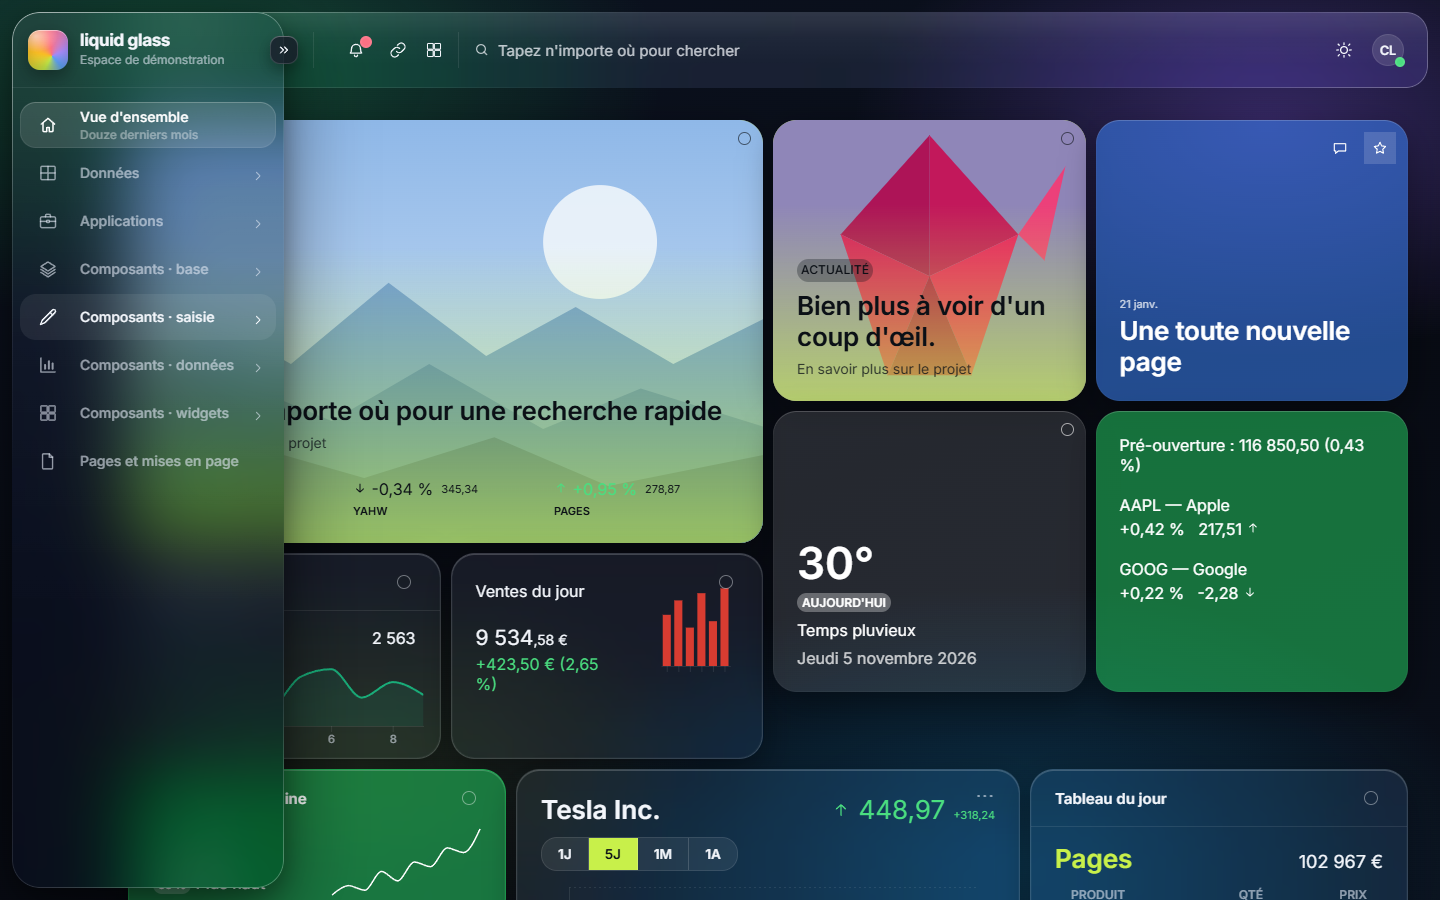 liquid glass
Espace de démonstration
Tapez n'importe où pour chercher
CL
Vue d'ensemble
Douze derniers mois
Données
Applications
Composants · base
Composants · saisie
Composants · données
Composants · widgets
Pages et mises en page
porte où pour une recherche rapide
projet
-0,34 % 345,34
YAHW
+0,95 % 278,87
PAGES
ACTUALITÉ
Bien plus à voir d'un
coup d'œil.
En savoir plus sur le projet
21 janv.
Une toute nouvelle
page
30°
AUJOURD'HUI
Temps pluvieux
Jeudi 5 novembre 2026
Pré-ouverture : 116 850,50 (0,43
%)
AAPL — Apple
+0,42 % 217,51
GOOG — Google
+0,22 % -2,28
2 563
6 8
Ventes du jour
9 534,58 €
+423,50 € (2,65
%)
ine
Tesla Inc.
448,97 +318,24
1J 5J 1M 1A
Tableau du jour
Pages
102 967 €
PRODUIT QTÉ PRIX